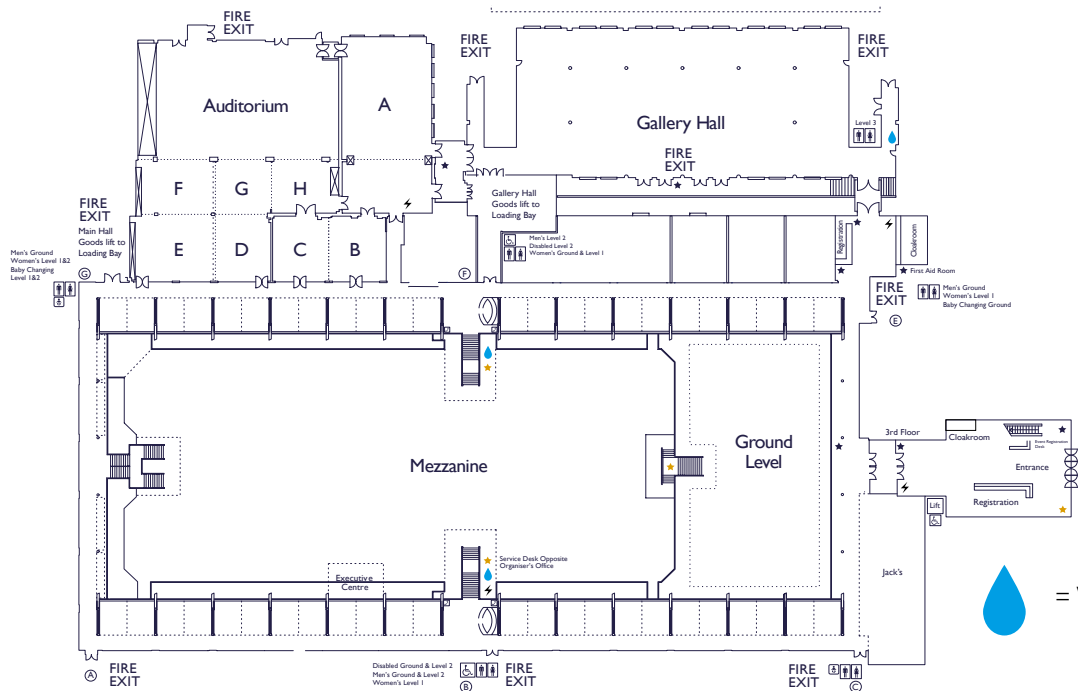 FIRE
EXIT
FIRE
EXIT
FIRE
EXIT
Auditorium
A
Gallery Hall
Level 3
FIRE
EXIT
F
G
H
Gallery Hall
Goods lift to
Loading Bay
FIRE
EXIT
Main Hall
Goods lift to
Loading Bay
E
D
C
B
Registration
Cloakroom
Men's Ground
Women's Level 1&2
Baby Changing
Level 1&2
G
F
Men's Level 2
Disabled Level 2
Women's Ground & Level 1
First Aid Room
FIRE
EXIT
Men's Ground
Women's Level 1
Baby Changing Ground
E
Mezzanine
Ground
Level
3rd Floor
Cloakroom
Event Registration
Desk
Entrance
Registration
Lift
Service Desk Opposite
Organiser's Office
Executive
Centre
Jack's
= 
A
FIRE
EXIT
Disabled Ground & Level 2
Men's Ground & Level 2
Women's Level 1
B
FIRE
EXIT
FIRE
EXIT
C